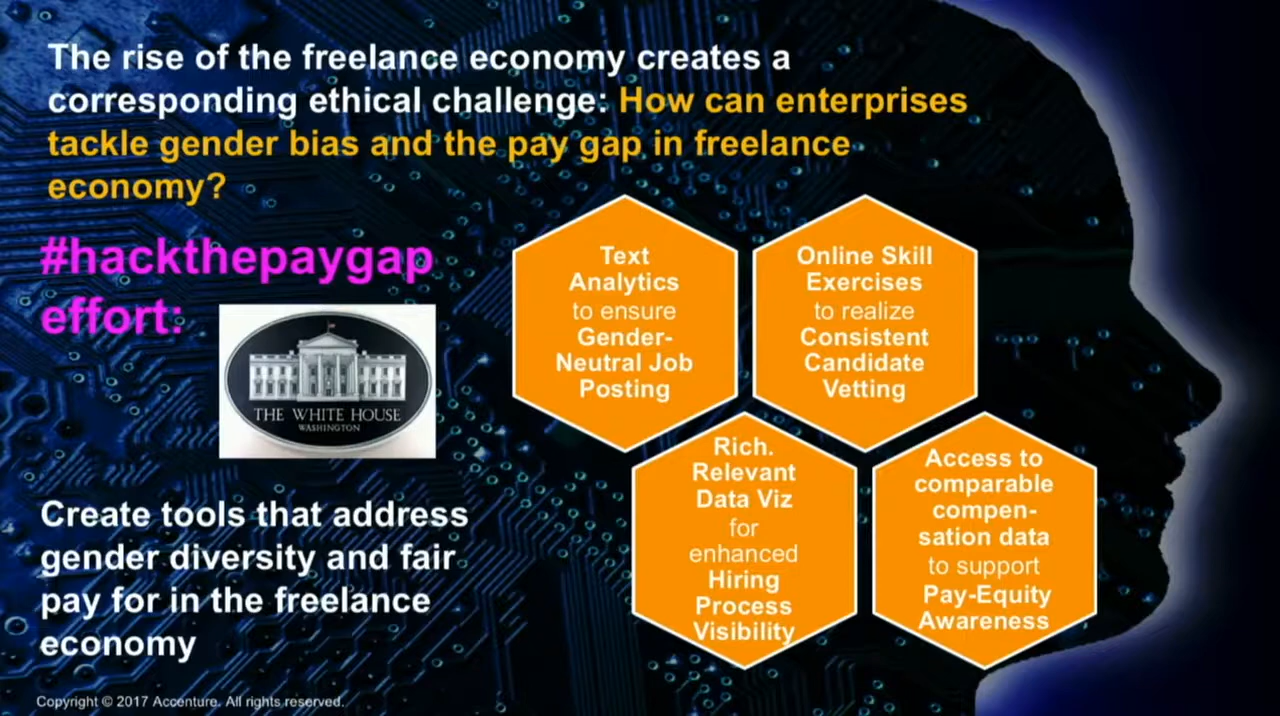 The rise of the freelance economy creates a
corresponding ethical challenge: How can enterprises
tackle gender bias and the pay gap in freelance
economy?
#hackthepaygap
effort:
THE WHITE HOUSE
WASHINGTON
Create tools that address
gender diversity and fair
pay for in the freelance
economy
Text
Analytics
to ensure
Gender-
Neutral Job
Posting
Online Skill
Exercises
to realize
Consistent
Candidate
Vetting
Rich.
Relevant
Data Viz
for
enhanced
Hiring
Process
Visibility
Access to
comparable
compen-
sation data
to support
Pay-Equity
Awareness
Copyright © 2017 Accenture. All rights reserved.